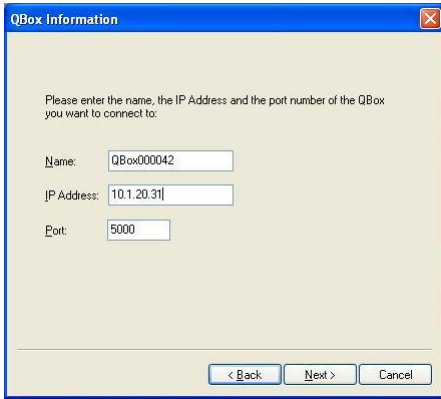 QBox Information
Please enter the name, the IP Address and the port number of the QBox
you want to connect to:
Name: QBox000042
IP Address: 10.1.20.31
Port: 5000
< Back Next > Cancel